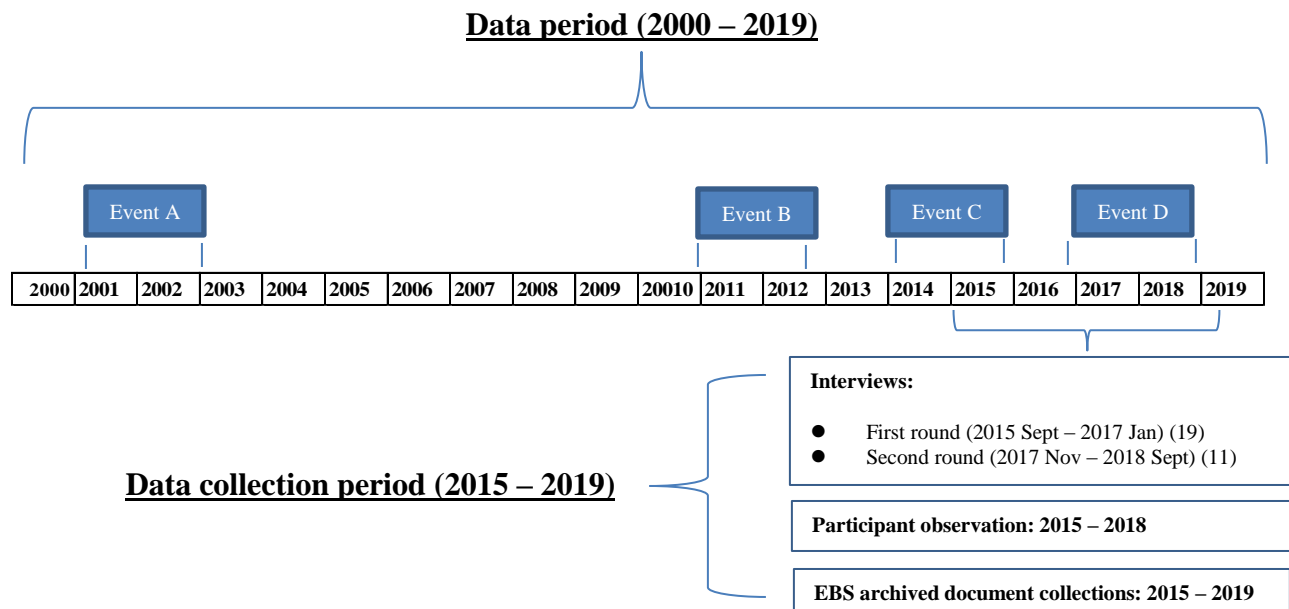 Data period (2000 – 2019)
Event A
Event B
Event C
Event D
2000 2001 2002 2003 2004 2005 2006 2007 2008 2009 20010 2011 2012 2013 2014 2015 2016 2017 2018 2019
Interviews:
● First round (2015 Sept – 2017 Jan) (19)
● Second round (2017 Nov – 2018 Sept) (11)
Data collection period (2015 – 2019)
Participant observation: 2015 – 2018
EBS archived document collections: 2015 – 2019